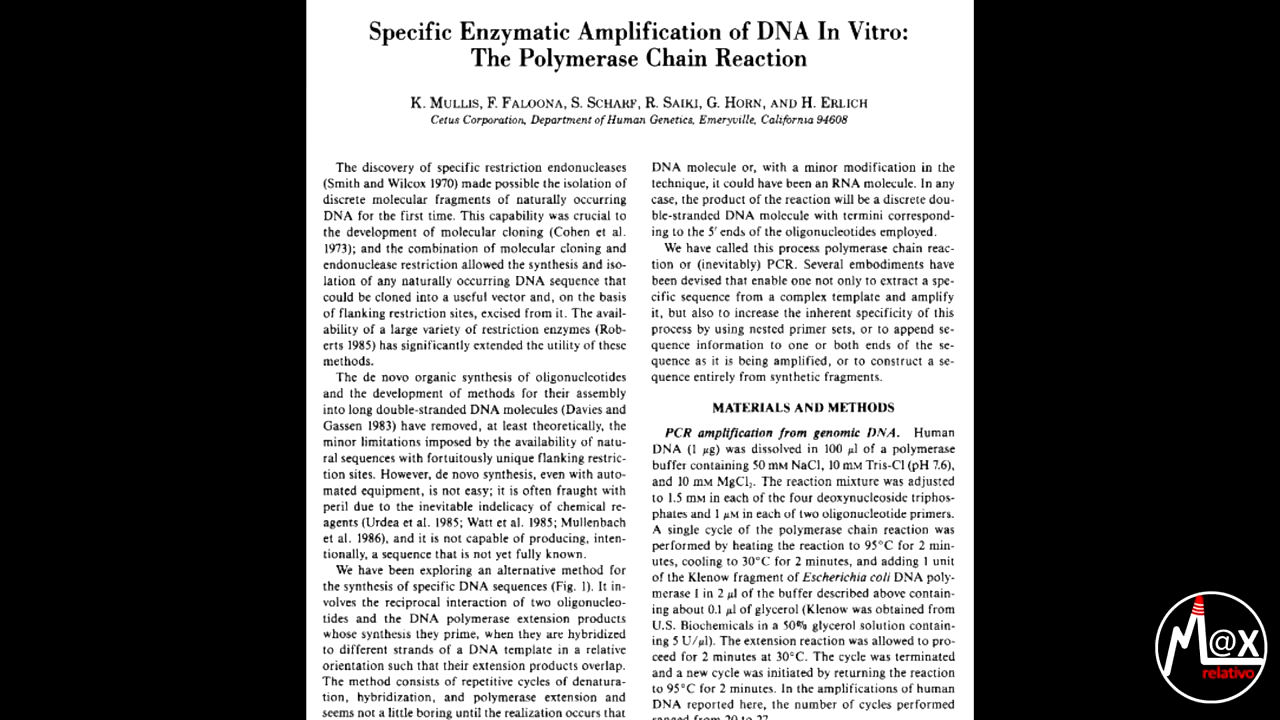 Specific Enzymatic Amplification of DNA In Vitro:
The Polymerase Chain Reaction
K. MULLIS, F. FALOONA, S. SCHARF, R. SAIKI, G. HORN, AND H. ERLICH
Cetus Corporation, Department of Human Genetics, Emeryville, California 94608
The discovery of specific restriction endonucleases
(Smith and Wilcox 1970) made possible the isolation of
discrete molecular fragments of naturally occurring
DNA for the first time. This capability was crucial to
the development of molecular cloning (Cohen et al.
1973); and the combination of molecular cloning and
endonuclease restriction allowed the synthesis and iso-
lation of any naturally occurring DNA sequence that
could be cloned into a useful vector and, on the basis
of flanking restriction sites, excised from it. The avail-
ability of a large variety of restriction enzymes (Rob-
erts 1985) has significantly extended the utility of these
methods.
The de novo organic synthesis of oligonucleotides
and the development of methods for their assembly
into long double-stranded DNA molecules (Davies and
Gassen 1983) have removed, at least theoretically, the
minor limitations imposed by the availability of natu-
ral sequences with fortuitously unique flanking restric-
tion sites. However, de novo synthesis, even with auto-
mated equipment, is not easy; it is often fraught with
peril due to the inevitable indelicacy of chemical re-
agents (Urdea et al. 1985; Watt et al. 1985; Mullenbach
et al. 1986), and it is not capable of producing, inten-
tionally, a sequence that is not yet fully known.
We have been exploring an alternative method for
the synthesis of specific DNA sequences (Fig. 1). It in-
volves the reciprocal interaction of two oligonucleo-
tides and the DNA polymerase extension products
whose synthesis they prime, when they are hybridized
to different strands of a DNA template in a relative
orientation such that their extension products overlap.
The method consists of repetitive cycles of denatura-
tion, hybridization, and polymerase extension and
seems not a little boring until the realization occurs that
DNA molecule or, with a minor modification in the
technique, it could have been an RNA molecule. In any
case, the product of the reaction will be a discrete dou-
ble-stranded DNA molecule with termini correspond-
ing to the 5′ ends of the oligonucleotides employed.
We have called this process polymerase chain reac-
tion or (inevitably) PCR. Several embodiments have
been devised that enable one not only to extract a spe-
cific sequence from a complex template and amplify
it, but also to increase the inherent specificity of this
process by using nested primer sets, or to append se-
quence information to one or both ends of the se-
quence as it is being amplified, or to construct a se-
quence entirely from synthetic fragments.
MATERIALS AND METHODS
PCR amplification from genomic DNA. Human
DNA (1 μg) was dissolved in 100 μl of a polymerase
buffer containing 50 mM NaCl, 10 mM Tris-Cl (pH 7.6),
and 10 mM MgCl₂. The reaction mixture was adjusted
to 1.5 mM in each of the four deoxynucleoside triphos-
phates and 1 μM in each of two oligonucleotide primers.
A single cycle of the polymerase chain reaction was
performed by heating the reaction to 95°C for 2 min-
utes, cooling to 30°C for 2 minutes, and adding 1 unit
of the Klenow fragment of Escherichia coli DNA poly-
merase I in 2 μl of the buffer described above contain-
ing about 0.1 μl of glycerol (Klenow was obtained from
U.S. Biochemicals in a 50% glycerol solution contain-
ing 5 U/μl). The extension reaction was allowed to pro-
ceed for 2 minutes at 30°C. The cycle was terminated
and a new cycle was initiated by returning the reaction
to 95°C for 2 minutes. In the amplifications of human
DNA reported here, the number of cycles performed
ranged from 20 to 27
M@x
relativo